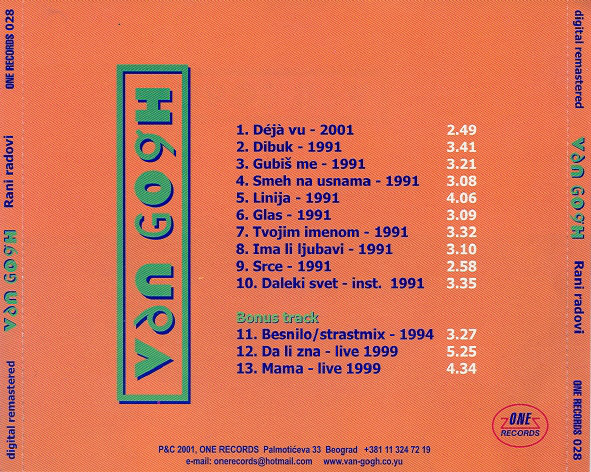 ONE RECORDS 028
Rani radovi
VAN GOGH
digital remastered
VAN GOGH
1. Déjà vu - 2001 2.49
2. Dibuk - 1991 3.41
3. Gubiš me - 1991 3.21
4. Smeh na usnama - 1991 3.08
5. Linija - 1991 4.06
6. Glas - 1991 3.09
7. Tvojim imenom - 1991 3.32
8. Ima li ljubavi - 1991 3.10
9. Srce - 1991 2.58
10. Daleki svet - inst. 1991 3.35
Bonus track
11. Besnilo/strastmix - 1994 3.27
12. Da li zna - live 1999 5.25
13. Mama - live 1999 4.34
ONE
RECORDS
P&C 2001, ONE RECORDS Palmotićeva 33 Beograd +381 11 324 72 19
e-mail: onerecords@hotmail.com www.van-gogh.co.yu
digital remastered
VAN GOGH
Rani radovi
ONE RECORDS 028